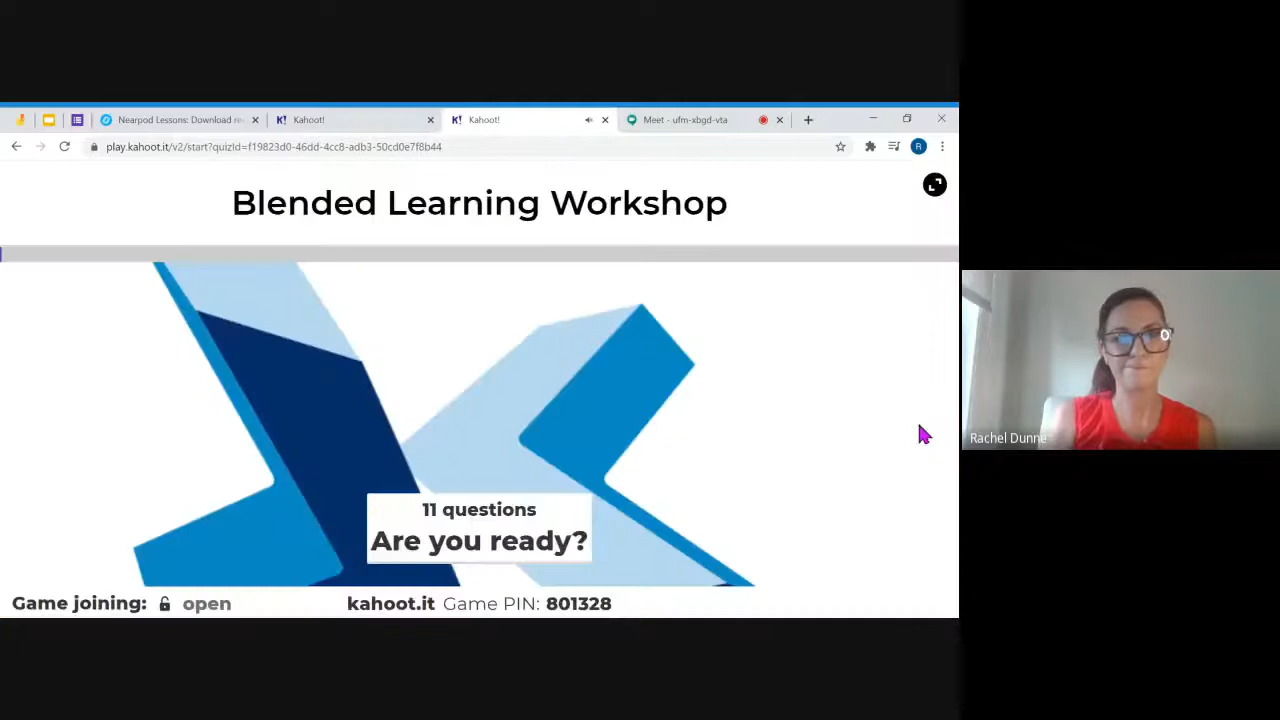 Nearpod Lessons: Download re
K! Kahoot!
K! Kahoot!
Meet - ufm-xbgd-vta
play.kahoot.it/v2/start?quizId=f19823d0-46dd-4cc8-adb3-50cd0e7f8b44
R
Blended Learning Workshop
11 questions
Are you ready?
Rachel Dunne
Game joining: open
kahoot.it Game PIN: 801328